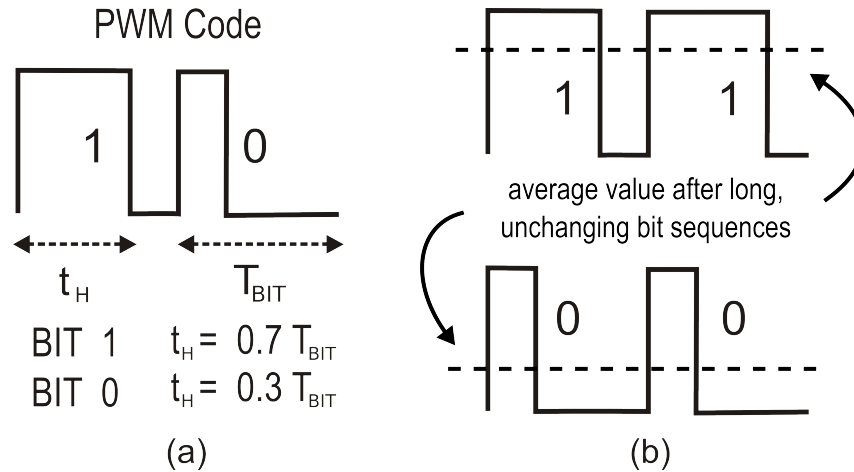 PWM Code
1 0
t_H T_BIT
BIT 1 t_H = 0.7 T_BIT
BIT 0 t_H = 0.3 T_BIT
(a)
1 1
average value after long,
unchanging bit sequences
0 0
(b)